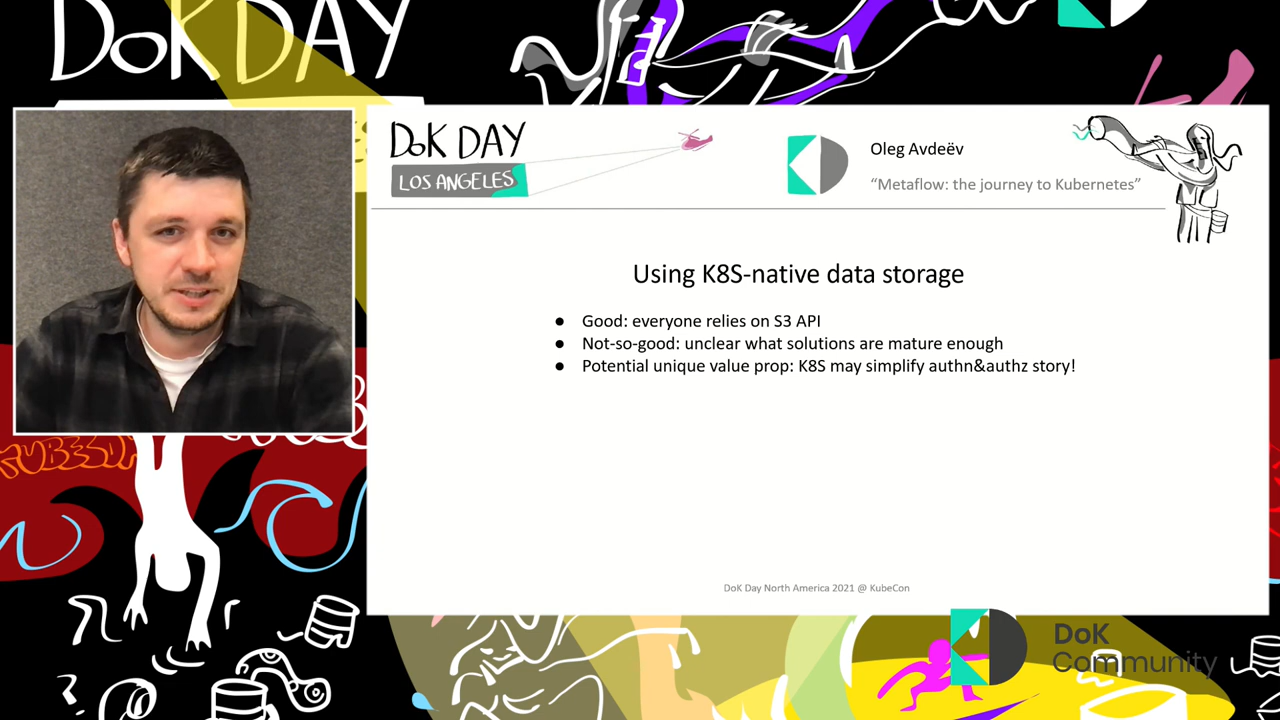 DoK DAY
DoK DAY
LOS ANGELES
Oleg Avdeëv
“Metaflow: the journey to Kubernetes”
Using K8S-native data storage
● Good: everyone relies on S3 API
● Not-so-good: unclear what solutions are mature enough
● Potential unique value prop: K8S may simplify authn&authz story!
DoK Day North America 2021 @ KubeCon
DoK
Community